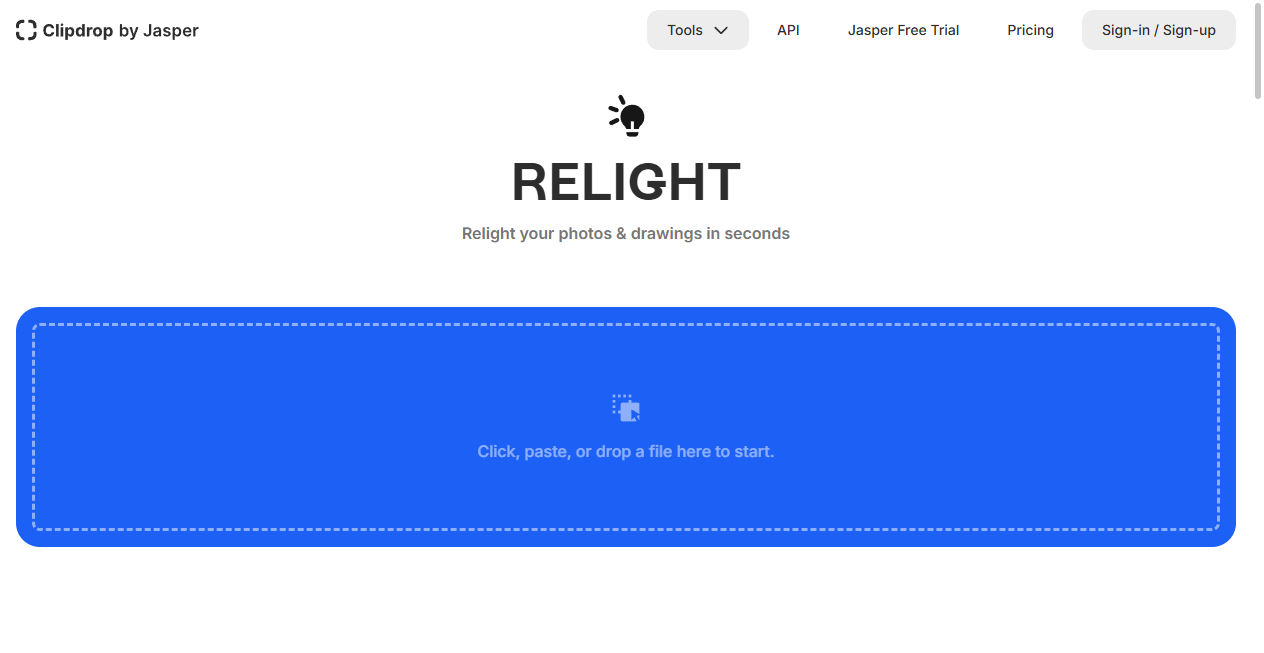 Clipdrop by Jasper
Tools
API
Jasper Free Trial
Pricing
Sign-in / Sign-up
RELIGHT
Relight your photos & drawings in seconds
Click, paste, or drop a file here to start.